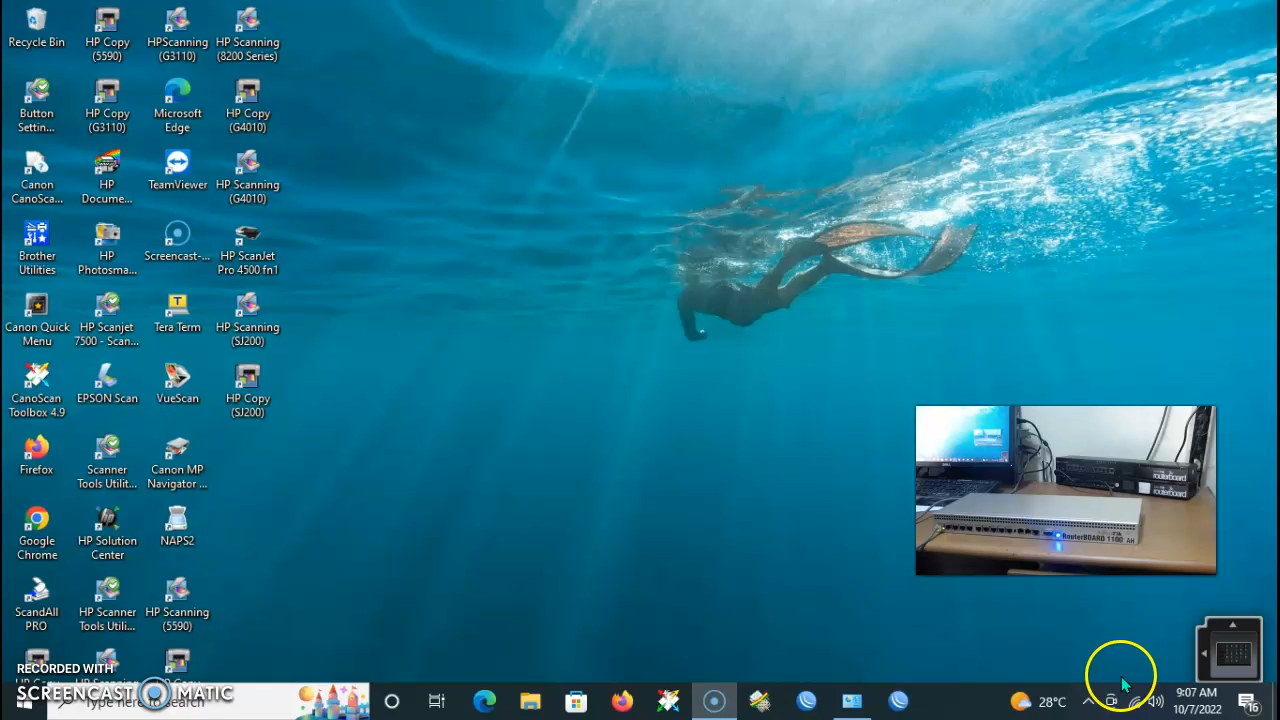 Recycle Bin
HP Copy
(5590)
HPScanning
(G3110)
HP Scanning
(8200 Series)
Button
Settin...
HP Copy
(G3110)
Microsoft
Edge
HP Copy
(G4010)
Canon
CanoSca...
HP
Docume...
TeamViewer
HP Scanning
(G4010)
Brother
Utilities
HP
Photosma...
Screencast-...
HP ScanJet
Pro 4500 fn1
Canon Quick
Menu
HP Scanjet
7500 - Scan...
Tera Term
HP Scanning
(SJ200)
CanoScan
Toolbox 4.9
EPSON Scan
VueScan
HP Copy
(SJ200)
Firefox
Scanner
Tools Utilit...
Canon MP
Navigator ...
Google
Chrome
HP Solution
Center
NAPS2
ScandAll
PRO
HP Scanner
Tools Utili...
HP Scanning
(5590)
routerboard
routerboard
RouterBOARD 1100 AH
RECORDED WITH
SCREENCAST MATIC
Type here to search
28°C
9:07 AM
10/7/2022
16